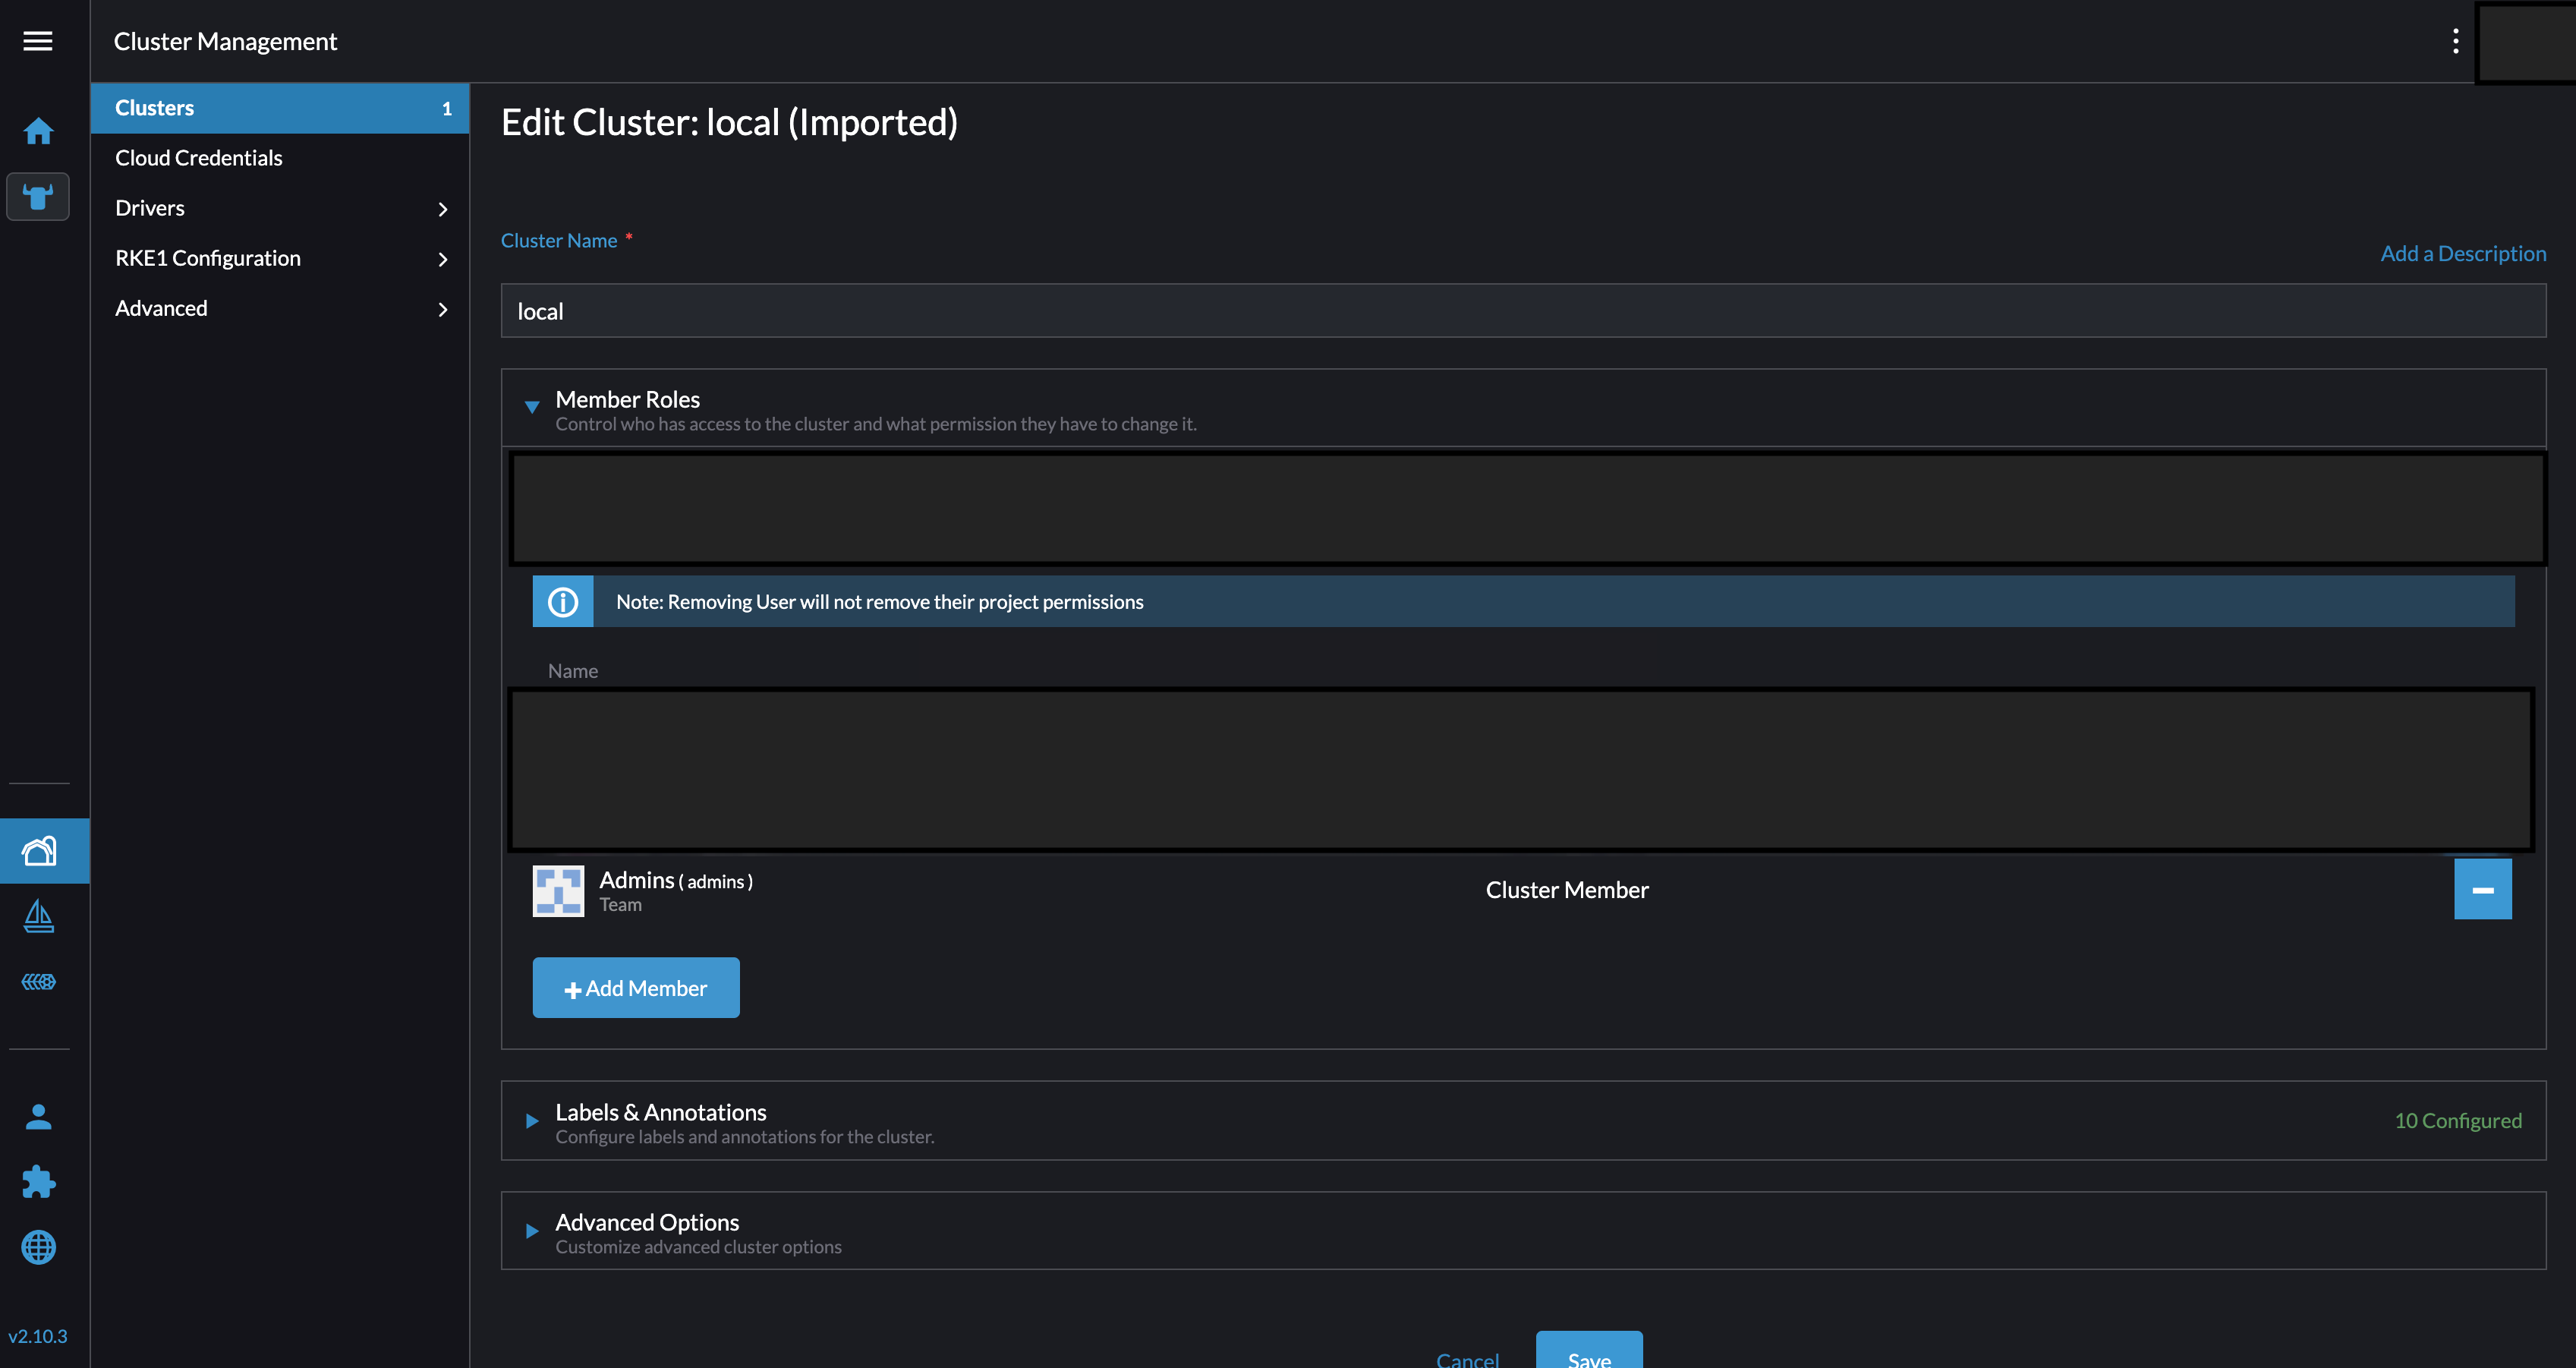 Cluster Management
Clusters 1
Cloud Credentials
Drivers
RKE1 Configuration
Advanced
v2.10.3
Edit Cluster: local (Imported)
Cluster Name *
Add a Description
local
Member Roles
Control who has access to the cluster and what permission they have to change it.
Note: Removing User will not remove their project permissions
Name
Admins ( admins )
Team
Cluster Member
Add Member
Labels & Annotations
Configure labels and annotations for the cluster.
10 Configured
Advanced Options
Customize advanced cluster options
Cancel
Save